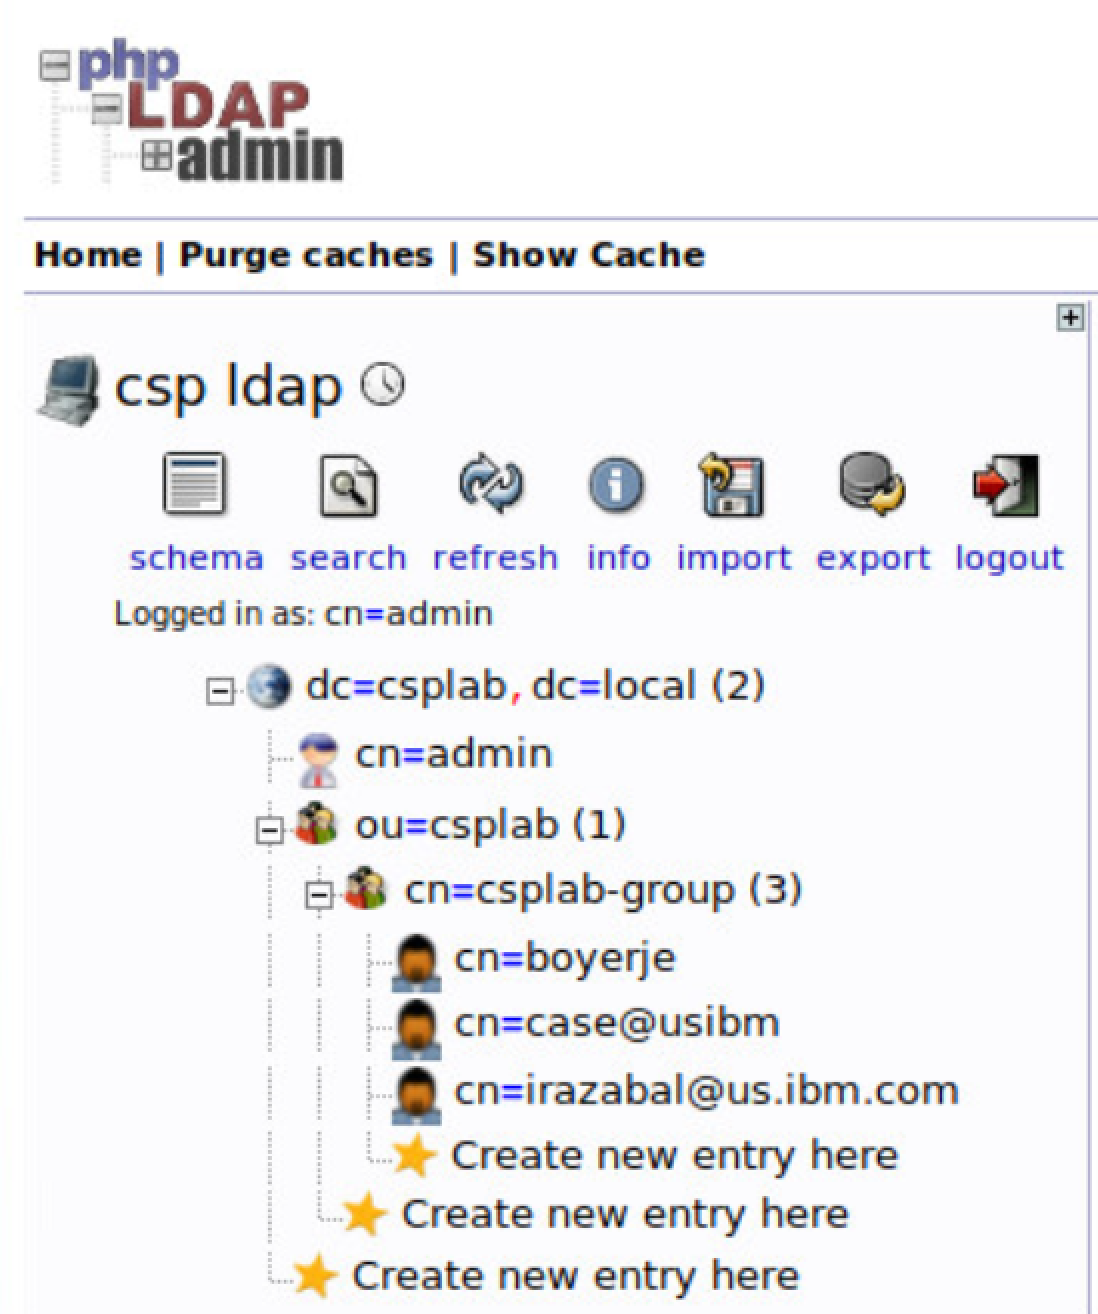 php
LDAP
admin
Home | Purge caches | Show Cache
csp ldap
schema search refresh info import export logout
Logged in as: cn=admin
dc=csplab, dc=local (2)
cn=admin
ou=csplab (1)
cn=csplab-group (3)
cn=boyerje
cn=case@usibm
cn=irazabal@us.ibm.com
Create new entry here
Create new entry here
Create new entry here